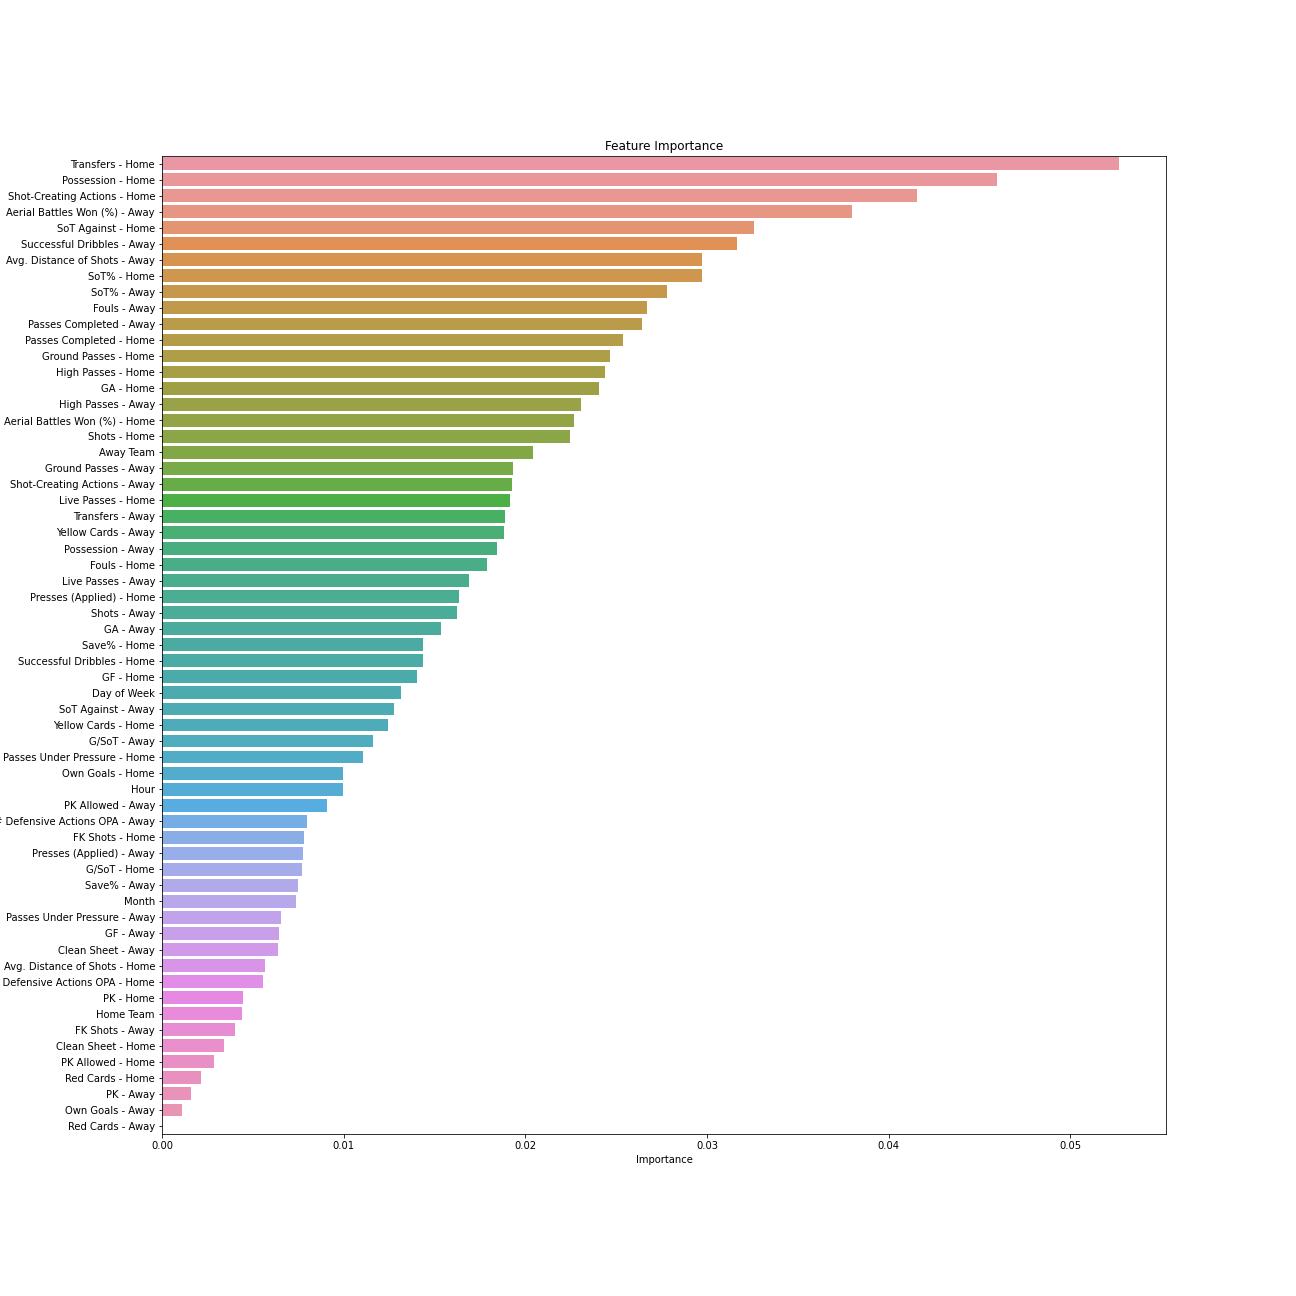 Feature Importance
Transfers - Home
Possession - Home
Shot-Creating Actions - Home
Aerial Battles Won (%) - Away
SoT Against - Home
Successful Dribbles - Away
Avg. Distance of Shots - Away
SoT% - Home
SoT% - Away
Fouls - Away
Passes Completed - Away
Passes Completed - Home
Ground Passes - Home
High Passes - Home
GA - Home
High Passes - Away
Aerial Battles Won (%) - Home
Shots - Home
Away Team
Ground Passes - Away
Shot-Creating Actions - Away
Live Passes - Home
Transfers - Away
Yellow Cards - Away
Possession - Away
Fouls - Home
Live Passes - Away
Presses (Applied) - Home
Shots - Away
GA - Away
Save% - Home
Successful Dribbles - Home
GF - Home
Day of Week
SoT Against - Away
Yellow Cards - Home
G/SoT - Away
Passes Under Pressure - Home
Own Goals - Home
Hour
PK Allowed - Away
Defensive Actions OPA - Away
FK Shots - Home
Presses (Applied) - Away
G/SoT - Home
Save% - Away
Month
Passes Under Pressure - Away
GF - Away
Clean Sheet - Away
Avg. Distance of Shots - Home
Defensive Actions OPA - Home
PK - Home
Home Team
FK Shots - Away
Clean Sheet - Home
PK Allowed - Home
Red Cards - Home
PK - Away
Own Goals - Away
Red Cards - Away
0.00 0.01 0.02 0.03 0.04 0.05
Importance